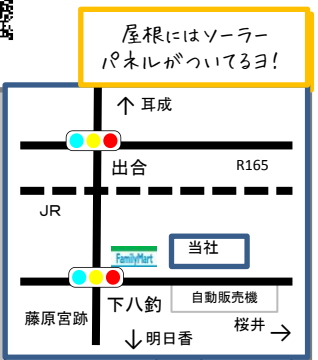 屋根にはソーラー
パネルがついてるヨ!
↑ 耳成
出合
R165
JR
FamilyMart
当社
下八釣
自動販売機
藤原宮跡
桜井 →
↓明日香